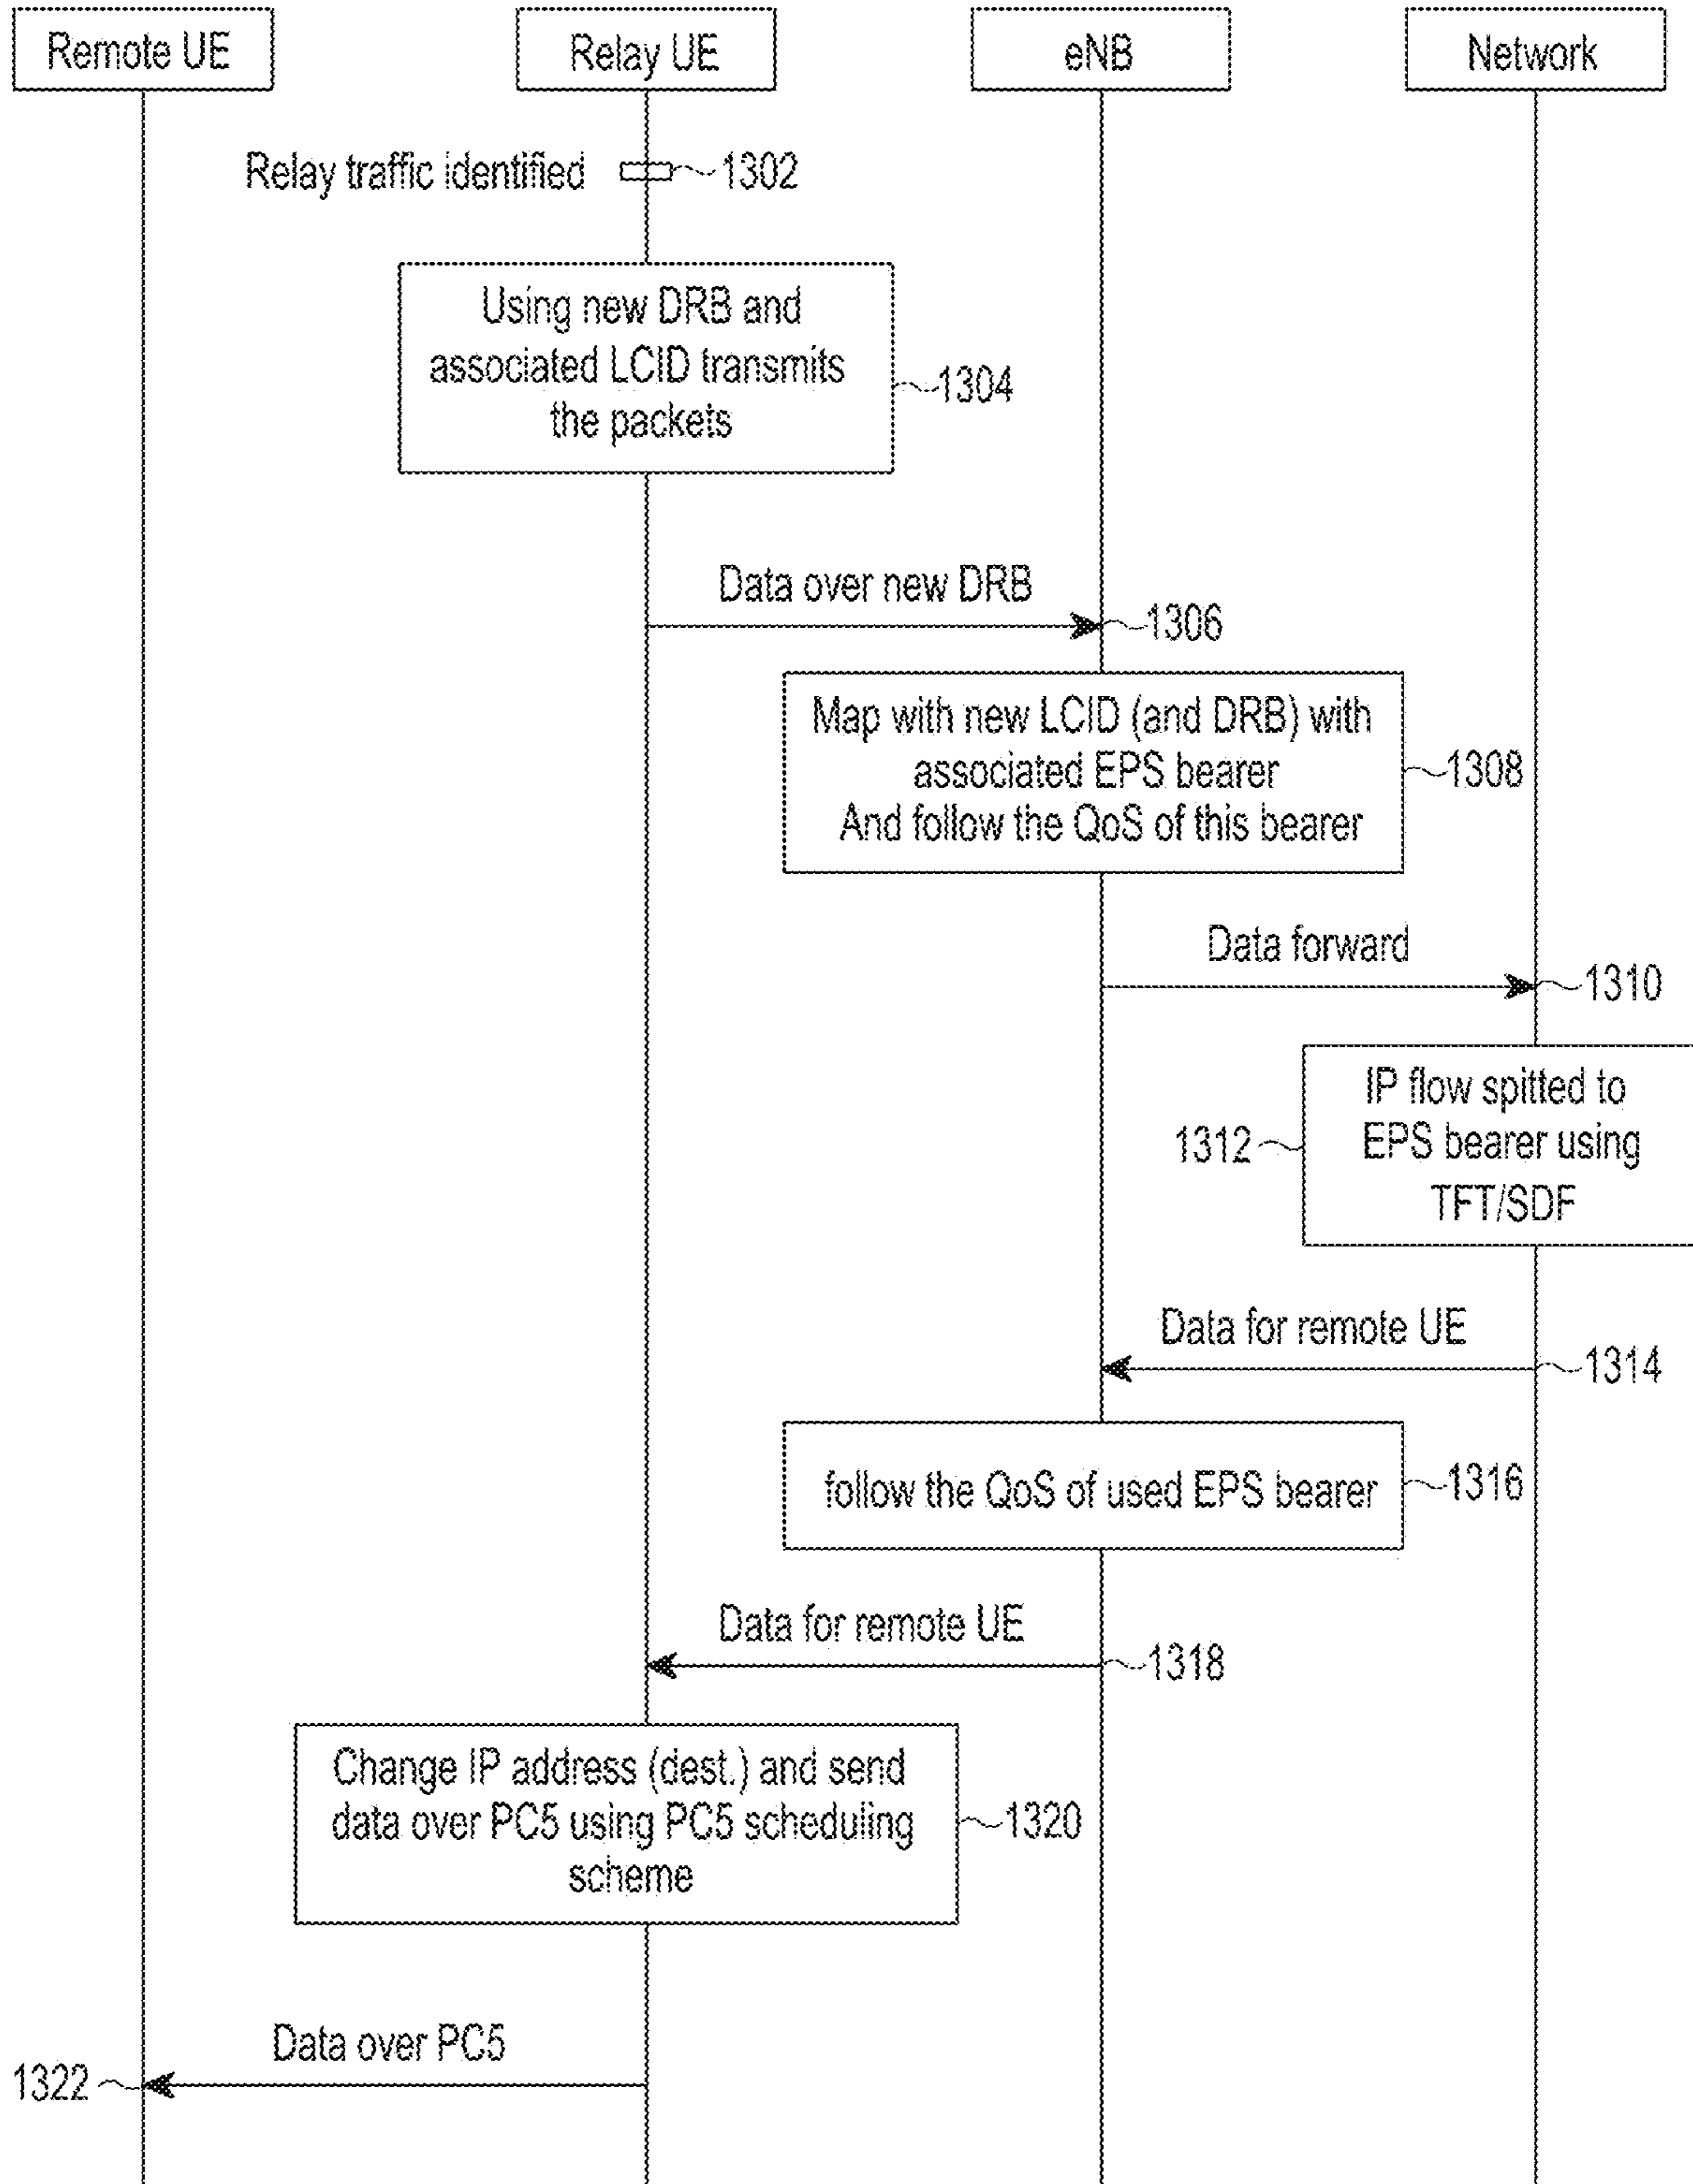 Remote UE
Relay UE
eNB
Network
Relay traffic identified
1302
Using new DRB and
associated LCID transmits
the packets
1304
Data over new DRB
1306
Map with new LCID (and DRB) with
associated EPS bearer
And follow the QoS of this bearer
1308
Data forward
1310
IP flow spitted to
EPS bearer using
TFT/SDF
1312
Data for remote UE
1314
follow the QoS of used EPS bearer
1316
Data for remote UE
1318
Change IP address (dest.) and send
data over PC5 using PC5 scheduling
scheme
1320
Data over PC5
1322